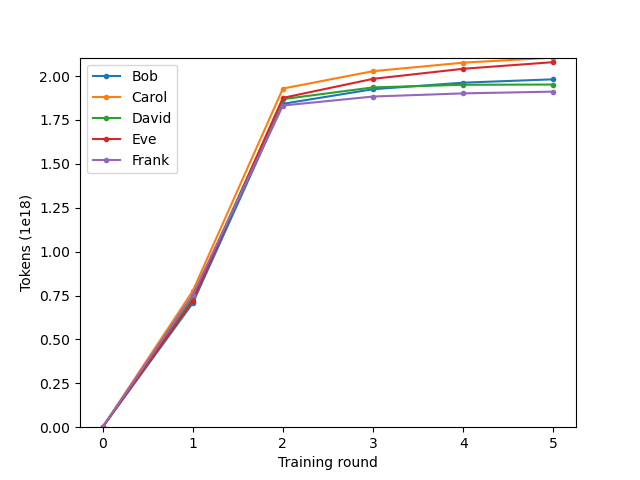 Bob
Carol
David
Eve
Frank
2.00
1.75
1.50
1.25
1.00
0.75
0.50
0.25
0.00
Tokens (1e18)
0 1 2 3 4 5
Training round